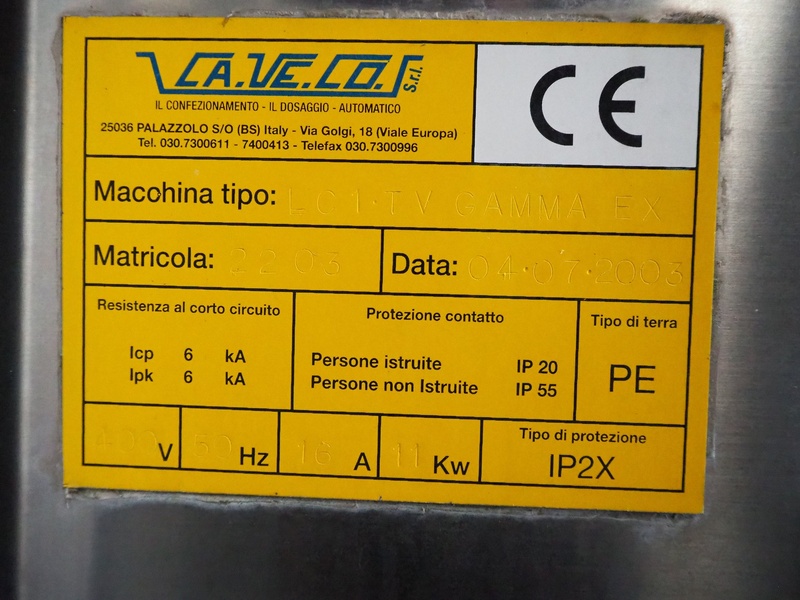 CA.VE.CO. S.r.l.
IL CONFEZIONAMENTO - IL DOSAGGIO - AUTOMATICO
25036 PALAZZOLO S/O (BS) Italy - Via Golgi, 18 (Viale Europa)
Tel. 030.7300611 - 7400413 - Telefax 030.7300996
CE
Macchina tipo: LC1·TV GAMMA EX
Matricola: 2203
Data: 04·07·2003
Resistenza al corto circuito
Icp 6 kA
Ipk 6 kA
Protezione contatto
Persone istruite IP 20
Persone non Istruite IP 55
Tipo di terra
PE
400 V
50 Hz
16 A
11 Kw
Tipo di protezione
IP2X